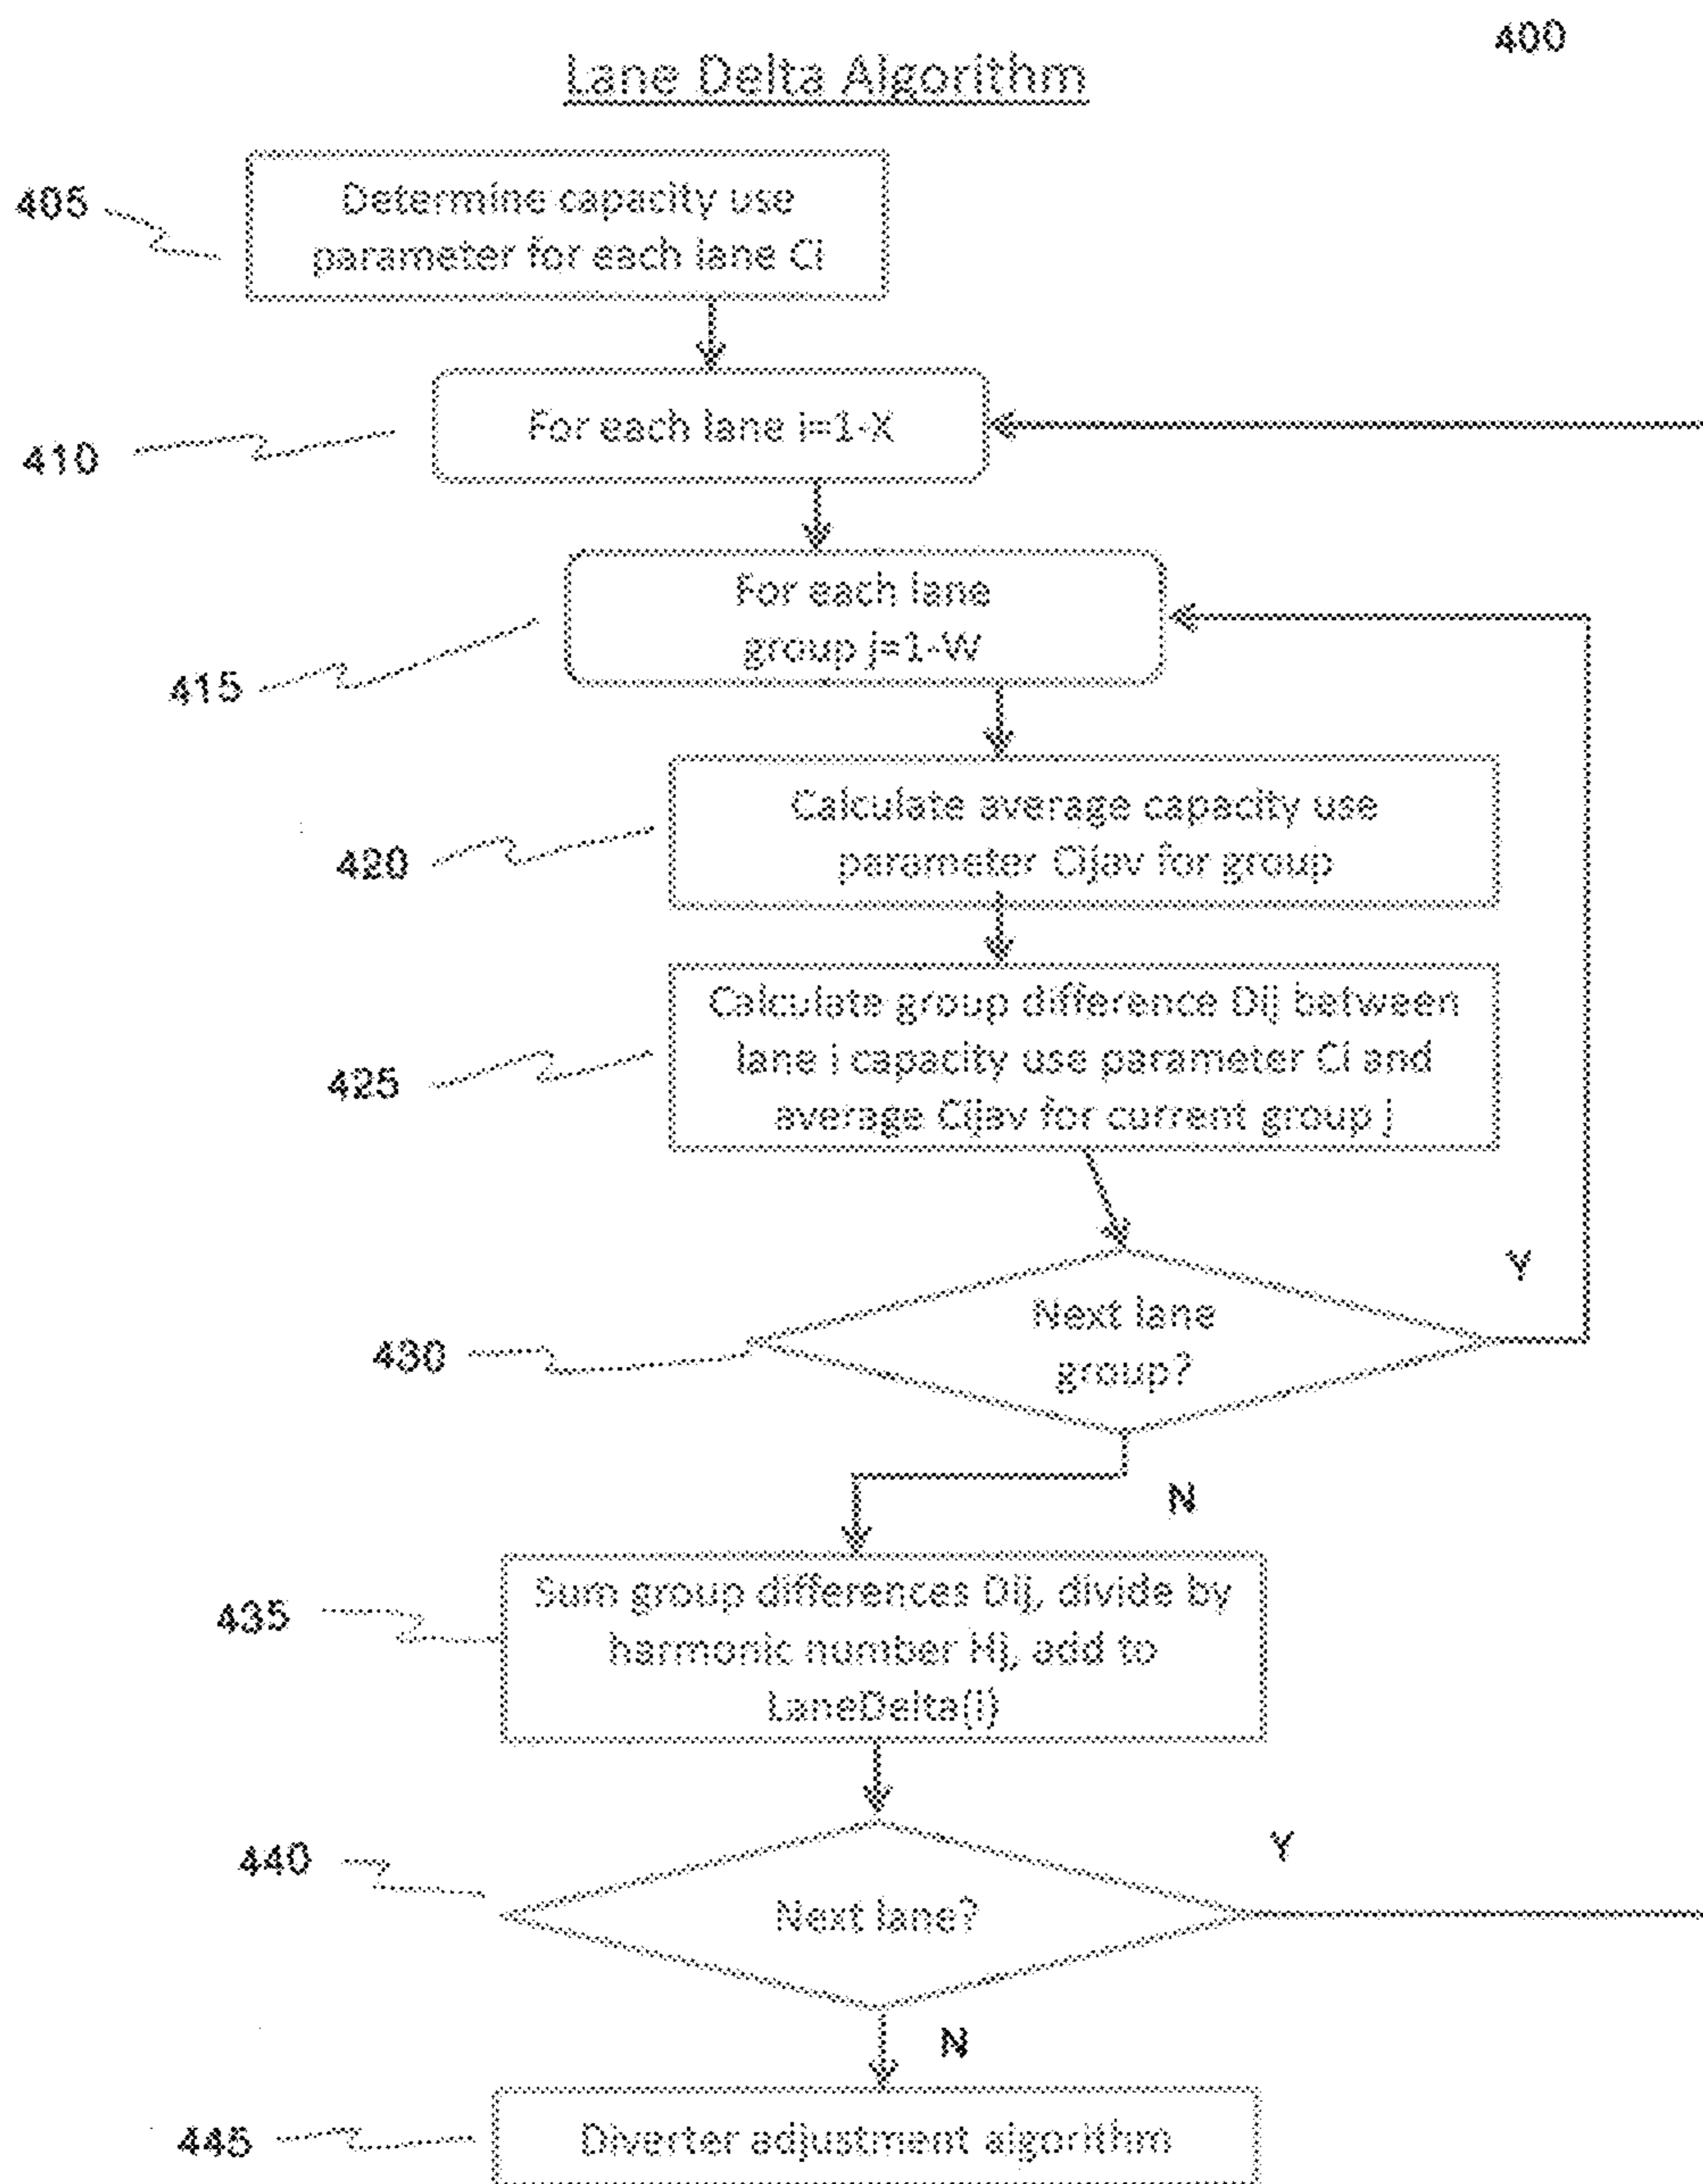 400
Lane Delta Algorithm
405
Determine capacity use
parameter for each lane Ci
410
For each lane i=1-X
415
For each lane
group j=1-W
420
Calculate average capacity use
parameter Cijav for group
425
Calculate group difference Dij between
lane i capacity use parameter Ci and
average Cijav for current group j
430
Next lane
group?
Y
N
435
Sum group differences Dij, divide by
harmonic number Hj, add to
LaneDelta(i)
440
Next lane?
Y
N
445
Diverter adjustment algorithm